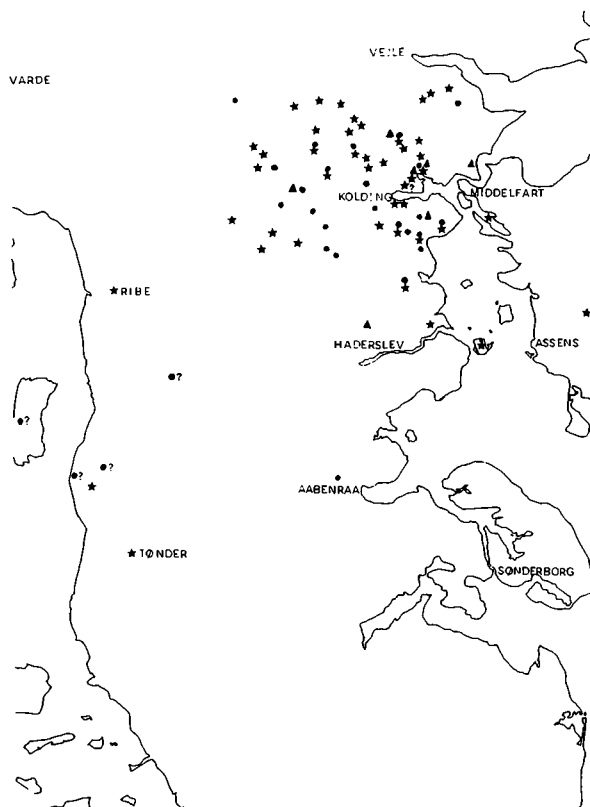 VEJLE
VARDE
?
KOLDING
MIDDELFART
RIBE
HADERSLEV
ASSENS
?
?
?
?
AABENRAA
TØNDER
SØNDERBORG